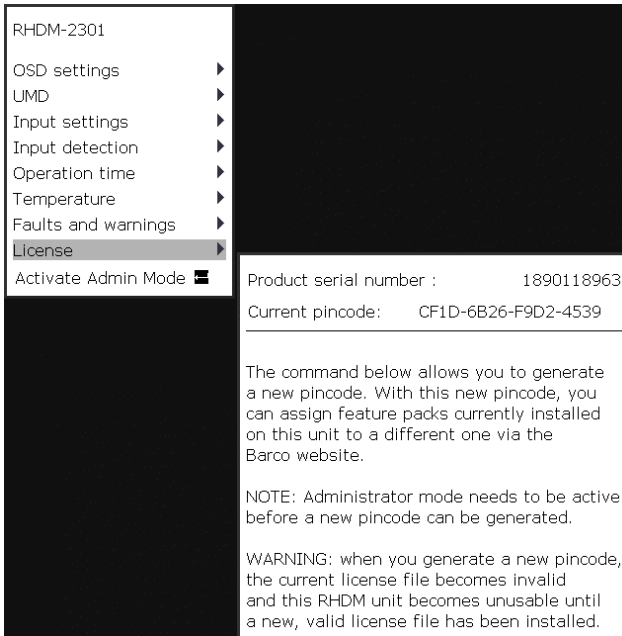 RHDM-2301
OSD settings
UMD
Input settings
Input detection
Operation time
Temperature
Faults and warnings
License
Activate Admin Mode
Product serial number : 1890118963
Current pincode: CF1D-6B26-F9D2-4539
The command below allows you to generate
a new pincode. With this new pincode, you
can assign feature packs currently installed
on this unit to a different one via the
Barco website.
NOTE: Administrator mode needs to be active
before a new pincode can be generated.
WARNING: when you generate a new pincode,
the current license file becomes invalid
and this RHDM unit becomes unusable until
a new, valid license file has been installed.